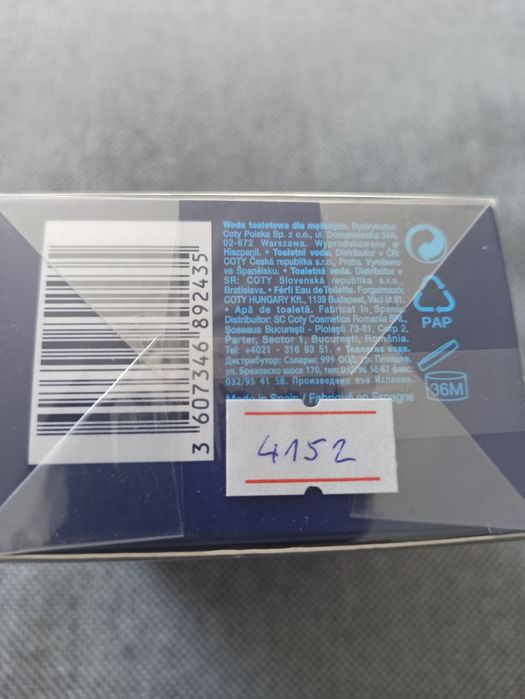 3 607346 892435
Woda toaletowa dla mężczyzn. Dystrybutor:
Coty Polska Sp. z o.o., ul. Domaniewska 39A,
02-672 Warszawa. Wyprodukowano w
Hiszpanii. • Toaletní voda. Distributor v ČR:
COTY Česká republika s.r.o., Praha. Vyrobeno
ve Španělsku. • Toaletná voda. Distribútor v
SR: COTY Slovenská republika s.r.o.,
Bratislava. • Férfi Eau de Toilette. Forgalmazó:
COTY HUNGARY Kft., 1139 Budapest, Váci út 91.
• Apă de toaletă. Fabricat în Spania.
Distribuitor: SC Coty Cosmetics Romania SRL,
Soseaua Bucureşti - Ploieşti 73-81, Corp 2,
Parter, Sector 1, Bucureşti, România.
Tel: +4021 - 316 93 51. • Тоалетна вода.
Дистрибутор: Соларис 999 ООД, гр. Пловдив,
ул. Брезовско шосе 170, тел: 032/96 56 87 факс:
032/95 41 58. Произведено във Испания.
Made in Spain / Fabriqué en Espagne
PAP
36M
4152